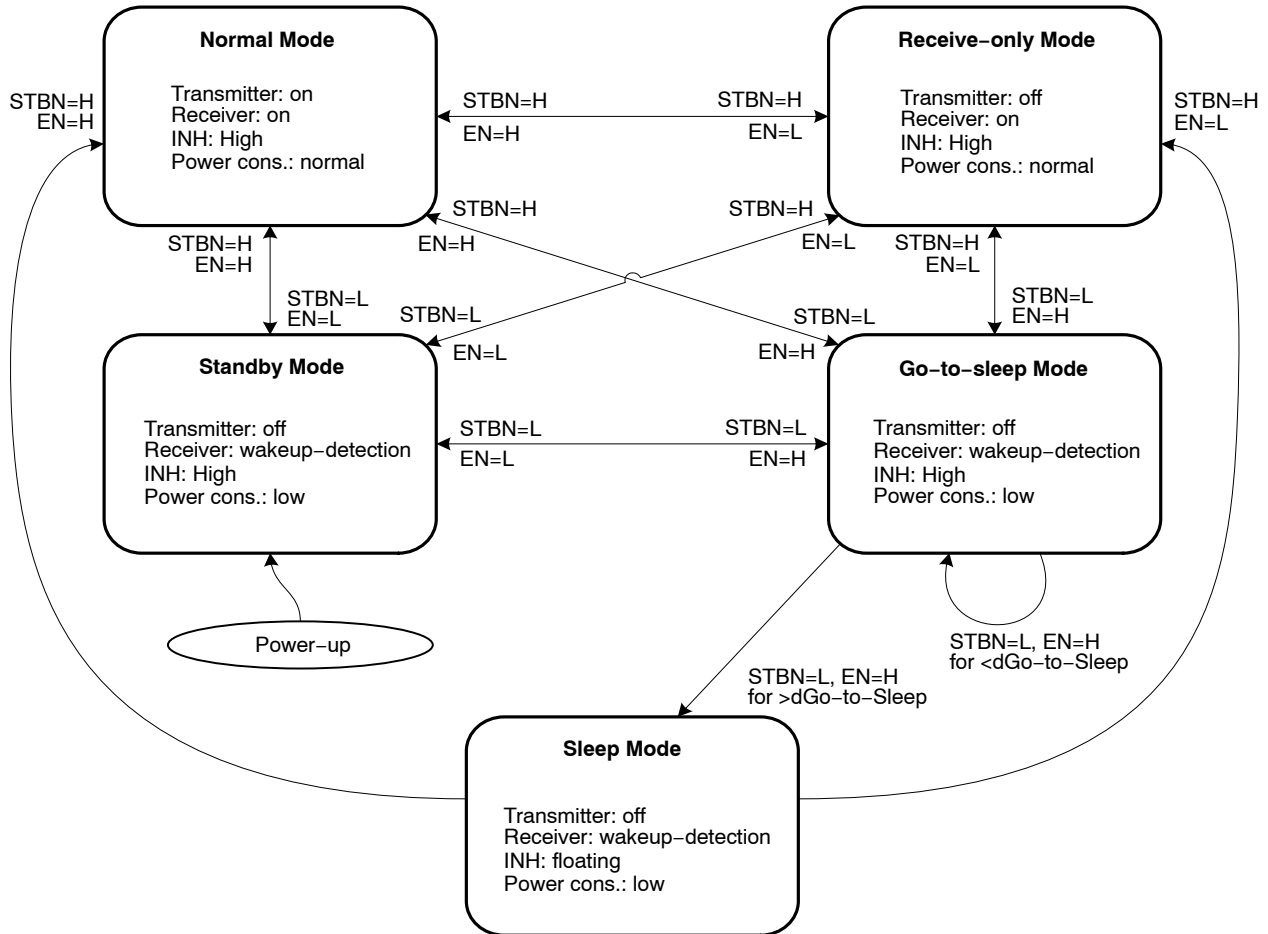 Normal Mode
Transmitter: on
Receiver: on
INH: High
Power cons.: normal
Receive−only Mode
Transmitter: off
Receiver: on
INH: High
Power cons.: normal
STBN=H
EN=H
STBN=H
EN=H
STBN=H
EN=L
STBN=H
EN=L
STBN=H
EN=H
STBN=H
EN=L
STBN=H
EN=H
STBN=L
EN=L
STBN=L
EN=L
STBN=L
EN=H
STBN=H
EN=L
STBN=L
EN=H
Standby Mode
Transmitter: off
Receiver: wakeup−detection
INH: High
Power cons.: low
STBN=L
EN=L
STBN=L
EN=H
Go−to−sleep Mode
Transmitter: off
Receiver: wakeup−detection
INH: High
Power cons.: low
Power−up
STBN=L, EN=H
for <dGo−to−Sleep
STBN=L, EN=H
for >dGo−to−Sleep
Sleep Mode
Transmitter: off
Receiver: wakeup−detection
INH: floating
Power cons.: low